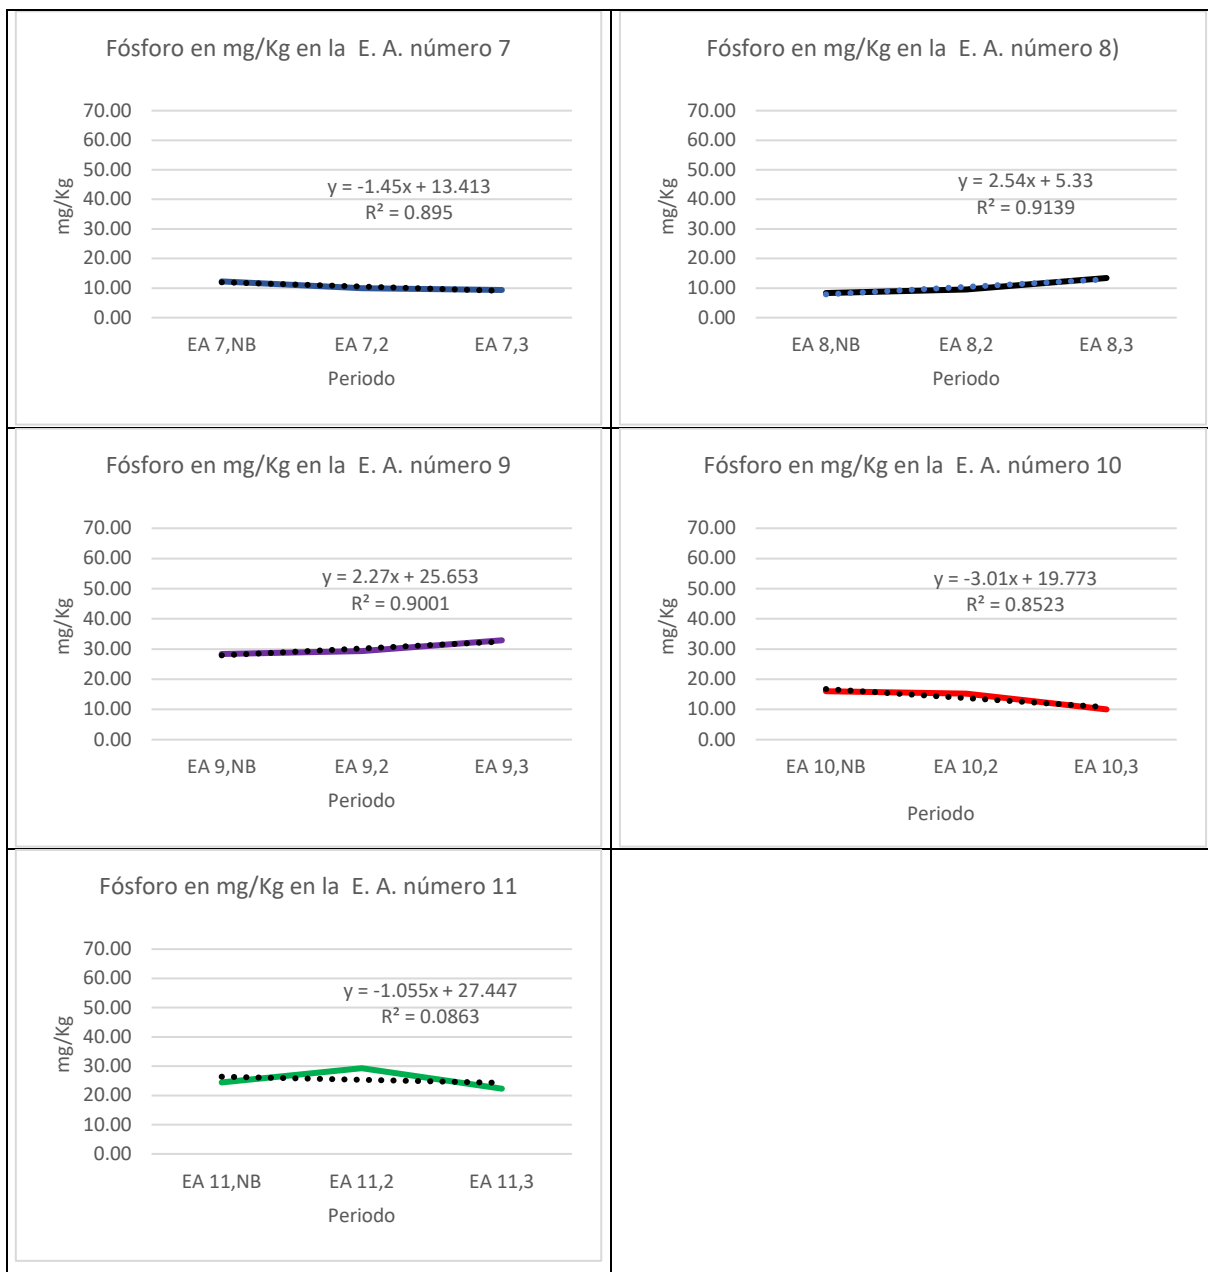 Fósforo en mg/Kg en la E. A. número 7
70.00
60.00
50.00
40.00
30.00
20.00
10.00
0.00
mg/Kg
y = -1.45x + 13.413
R² = 0.895
EA 7,NB EA 7,2 EA 7,3
Periodo
Fósforo en mg/Kg en la E. A. número 8)
70.00
60.00
50.00
40.00
30.00
20.00
10.00
0.00
mg/Kg
y = 2.54x + 5.33
R² = 0.9139
EA 8,NB EA 8,2 EA 8,3
Periodo
Fósforo en mg/Kg en la E. A. número 9
70.00
60.00
50.00
40.00
30.00
20.00
10.00
0.00
mg/Kg
y = 2.27x + 25.653
R² = 0.9001
EA 9,NB EA 9,2 EA 9,3
Periodo
Fósforo en mg/Kg en la E. A. número 10
70.00
60.00
50.00
40.00
30.00
20.00
10.00
0.00
mg/Kg
y = -3.01x + 19.773
R² = 0.8523
EA 10,NB EA 10,2 EA 10,3
Periodo
Fósforo en mg/Kg en la E. A. número 11
70.00
60.00
50.00
40.00
30.00
20.00
10.00
0.00
mg/Kg
y = -1.055x + 27.447
R² = 0.0863
EA 11,NB EA 11,2 EA 11,3
Periodo